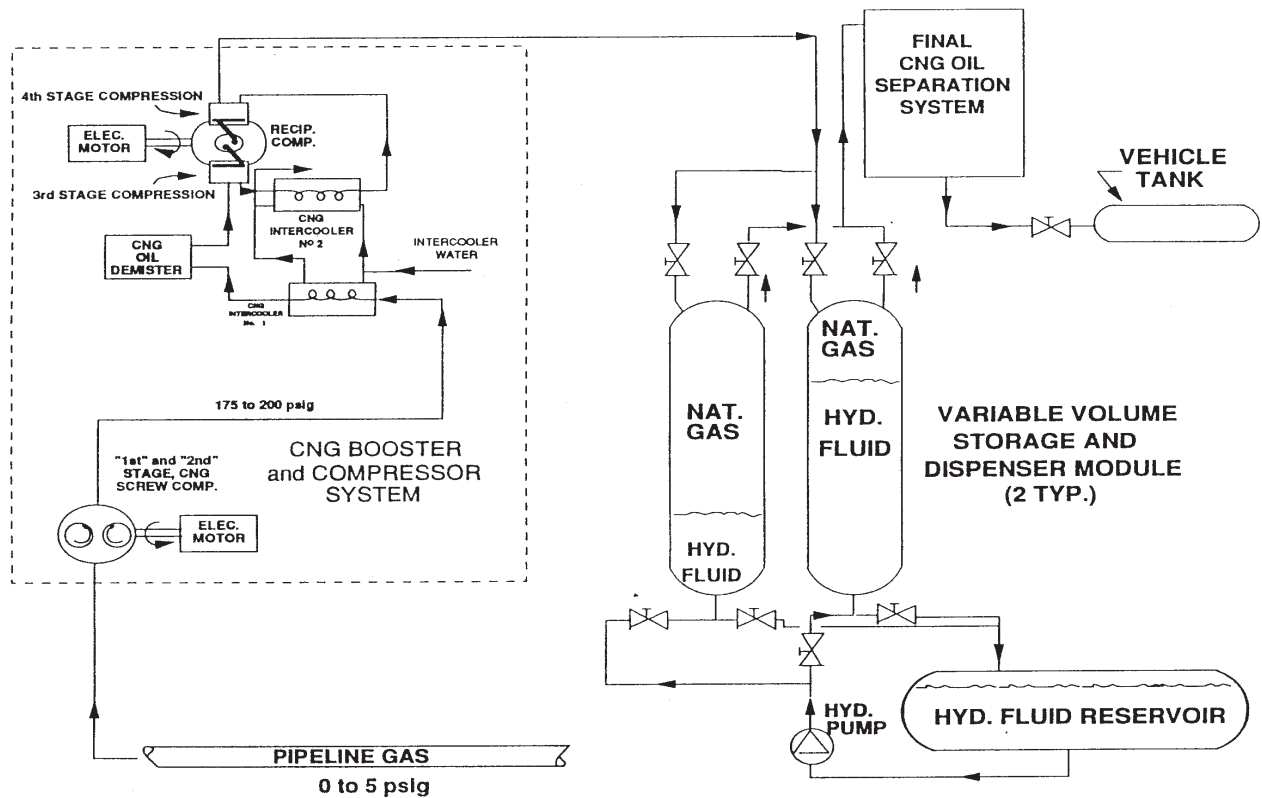 FINAL
CNG OIL
SEPARATION
SYSTEM
4th STAGE COMPRESSION
ELEC.
MOTOR
RECIP.
COMP.
3rd STAGE COMPRESSION
VEHICLE
TANK
CNG
INTERCOOLER
Nº 2
CNG
OIL
DEMISTER
INTERCOOLER
WATER
CNG
INTERCOOLER
No. 1
NAT.
GAS
NAT.
GAS
HYD.
FLUID
175 to 200 psig
CNG BOOSTER
and COMPRESSOR
SYSTEM
"1st" and "2nd"
STAGE, CNG
SCREW COMP.
ELEC.
MOTOR
VARIABLE VOLUME
STORAGE AND
DISPENSER MODULE
(2 TYP.)
HYD.
FLUID
HYD.
PUMP
HYD. FLUID RESERVOIR
PIPELINE GAS
0 to 5 psig